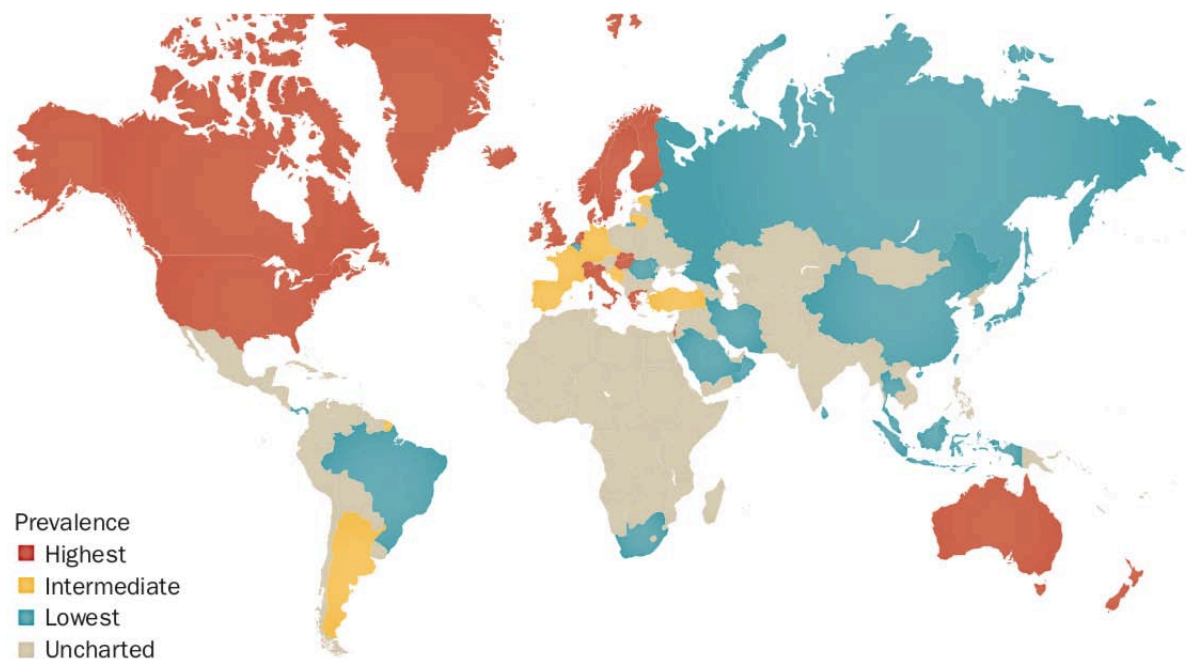 Prevalence
Highest
Intermediate
Lowest
Uncharted